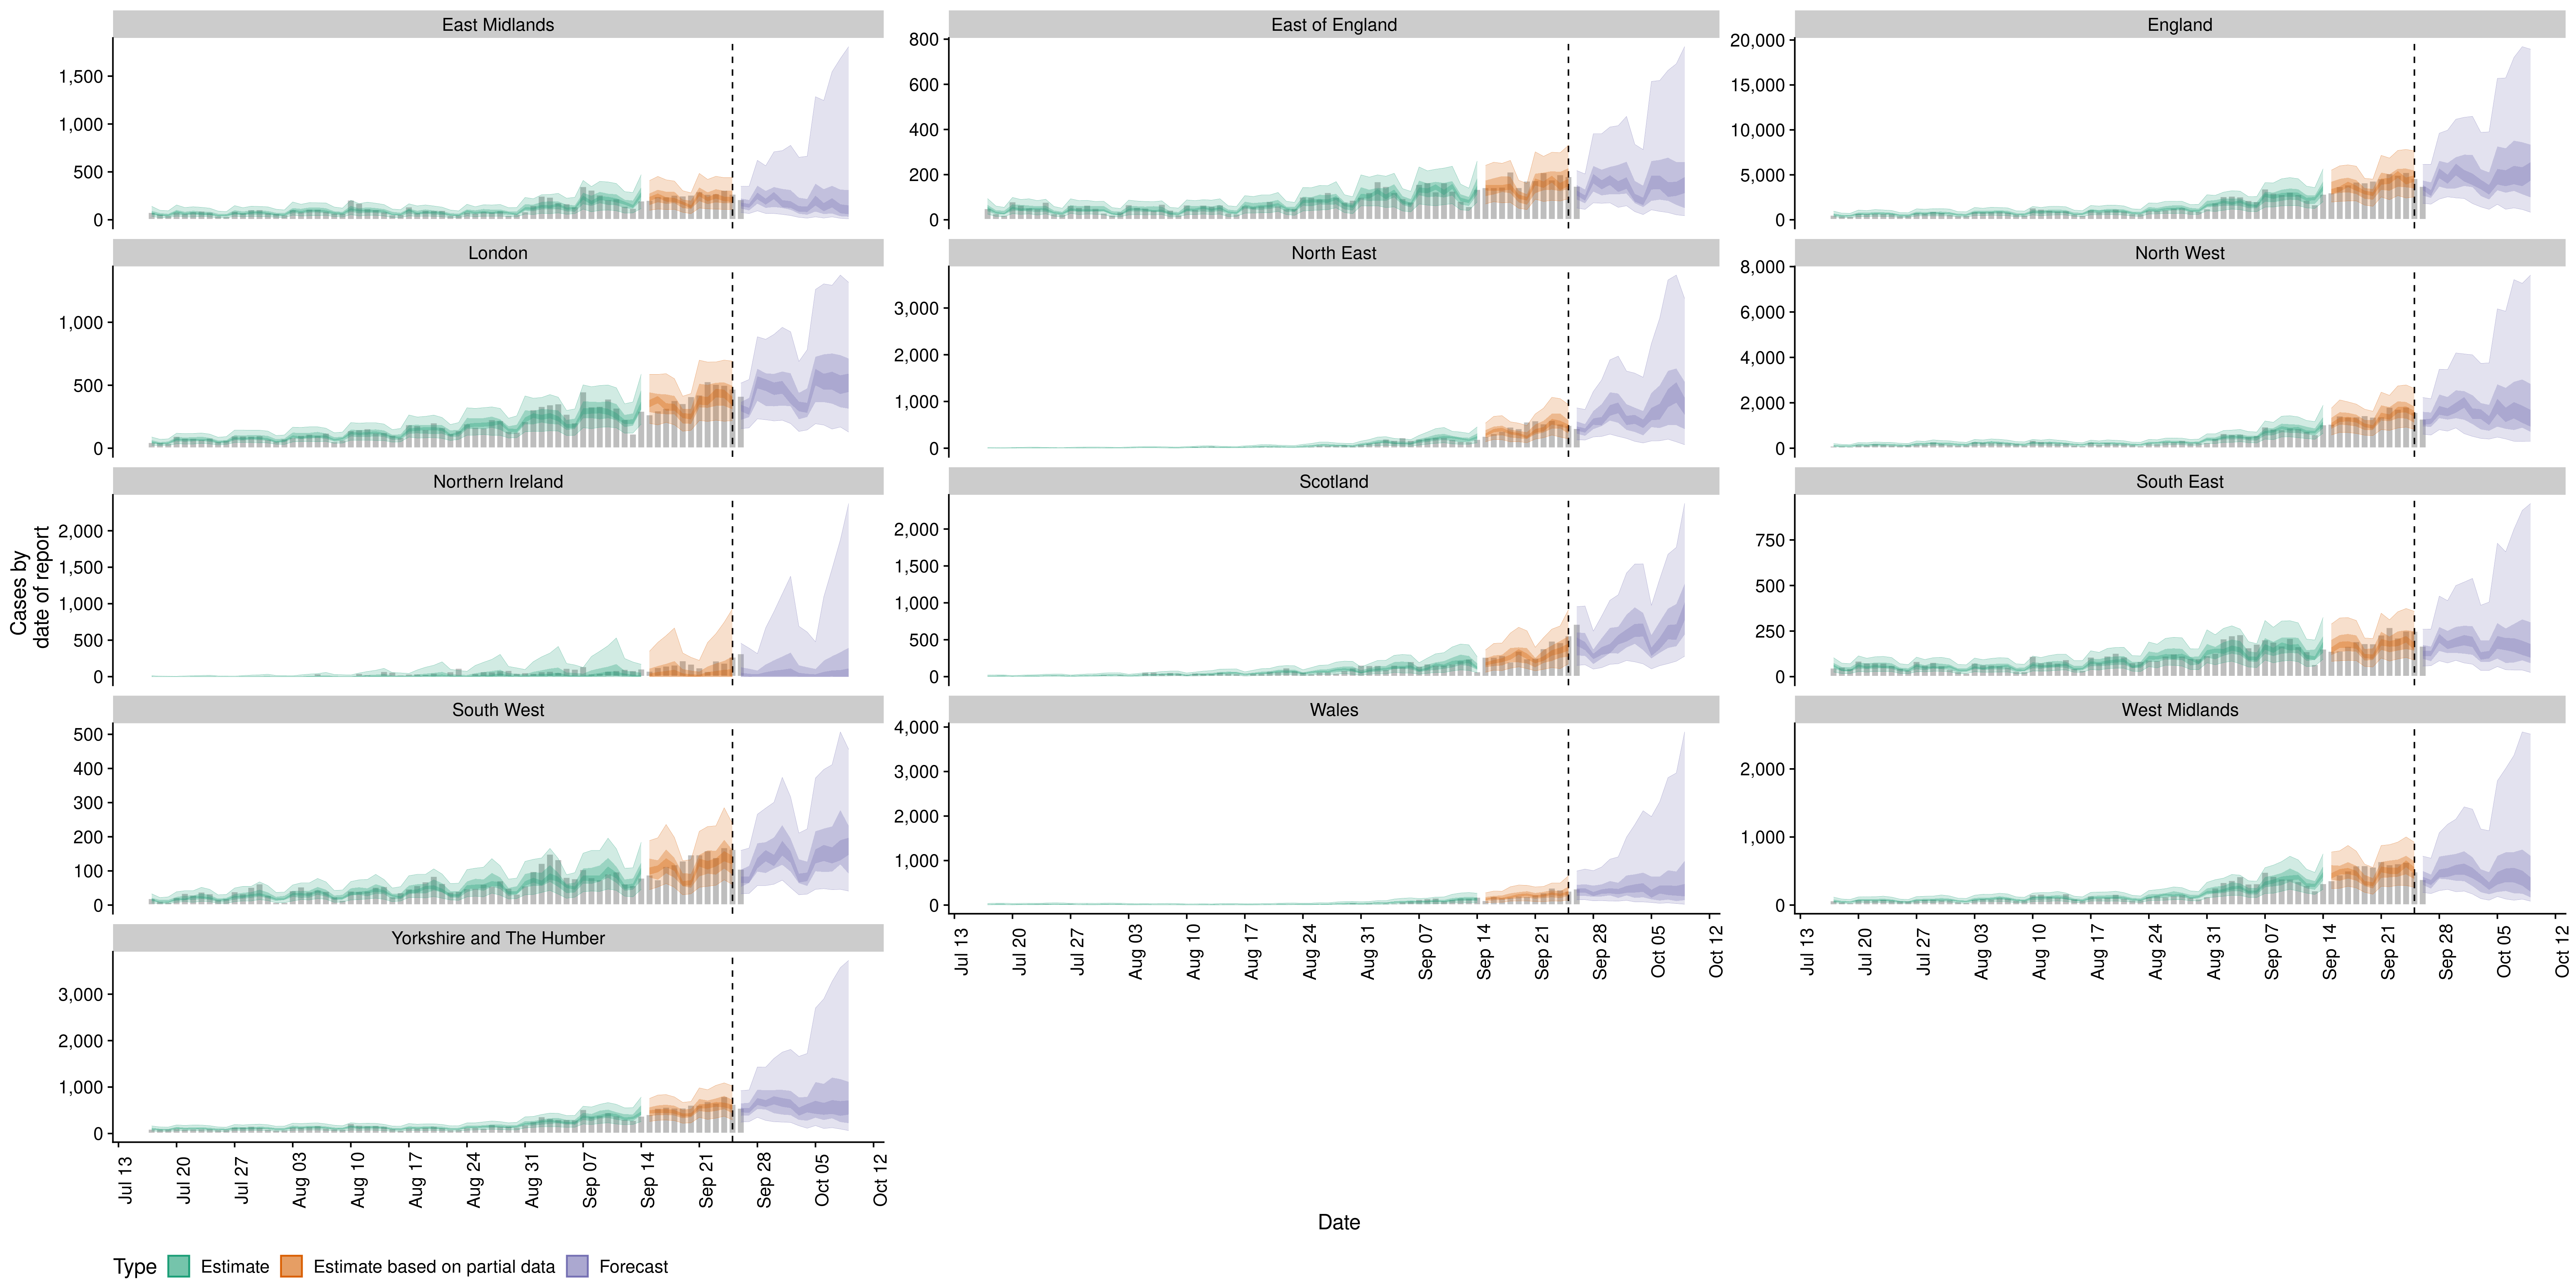 East Midlands
East of England
England
1,500
1,000
500
0
800
600
400
200
0
20,000
15,000
10,000
5,000
0
London
North East
North West
1,000
500
0
3,000
2,000
1,000
0
8,000
6,000
4,000
2,000
0
Northern Ireland
Scotland
South East
Cases by
date of report
2,000
1,500
1,000
500
0
2,000
1,500
1,000
500
0
750
500
250
0
South West
Wales
West Midlands
500
400
300
200
100
0
4,000
3,000
2,000
1,000
0
2,000
1,000
0
Jul 13
Jul 20
Jul 27
Aug 03
Aug 10
Aug 17
Aug 24
Aug 31
Sep 07
Sep 14
Sep 21
Sep 28
Oct 05
Oct 12
Jul 13
Jul 20
Jul 27
Aug 03
Aug 10
Aug 17
Aug 24
Aug 31
Sep 07
Sep 14
Sep 21
Sep 28
Oct 05
Oct 12
Yorkshire and The Humber
3,000
2,000
1,000
0
Jul 13
Jul 20
Jul 27
Aug 03
Aug 10
Aug 17
Aug 24
Aug 31
Sep 07
Sep 14
Sep 21
Sep 28
Oct 05
Oct 12
Date
Type Estimate Estimate based on partial data Forecast